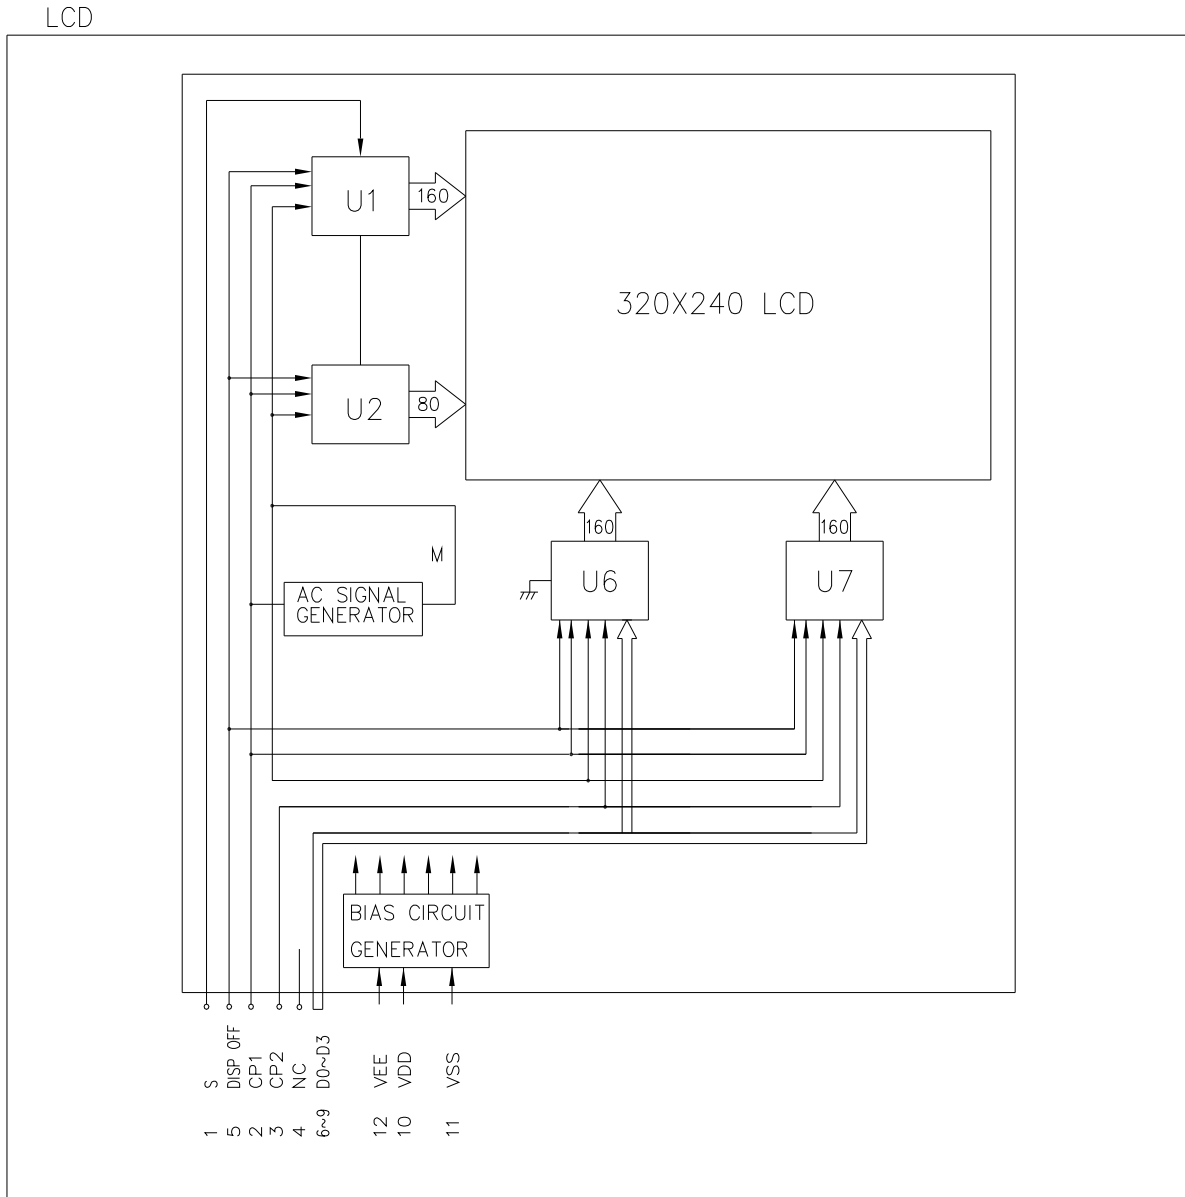 LCD
U1
160
320X240 LCD
U2
80
160
160
M
U6
U7
AC SIGNAL
GENERATOR
BIAS CIRCUIT
GENERATOR
1 S
5 DISP OFF
2 CP1
3 CP2
4 NC
6~9 D0~D3
12 VEE
10 VDD
11 VSS